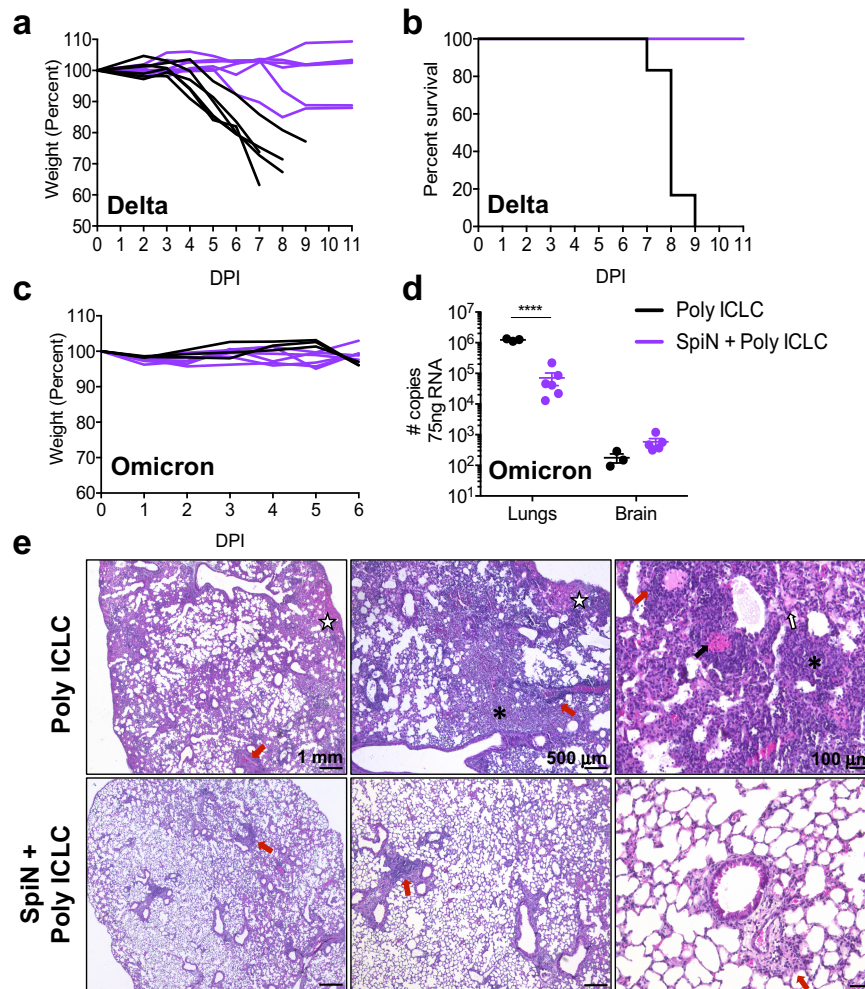 a
110
100
90
80
70
60
50
Weight (Percent)
Delta
0 1 2 3 4 5 6 7 8 9 10 11
DPI
b
100
80
60
40
20
0
Percent survival
Delta
0 1 2 3 4 5 6 7 8 9 10 11
DPI
c
110
100
90
80
70
60
Weight (Percent)
Omicron
0 1 2 3 4 5 6
DPI
d
10⁷
10⁶
10⁵
10⁴
10³
10²
10¹
# copies
75ng RNA
****
Omicron
Lungs Brain
Poly ICLC
SpiN + Poly ICLC
e
Poly ICLC
1 mm
*
500 µm
*
100 µm
SpiN +
Poly ICLC